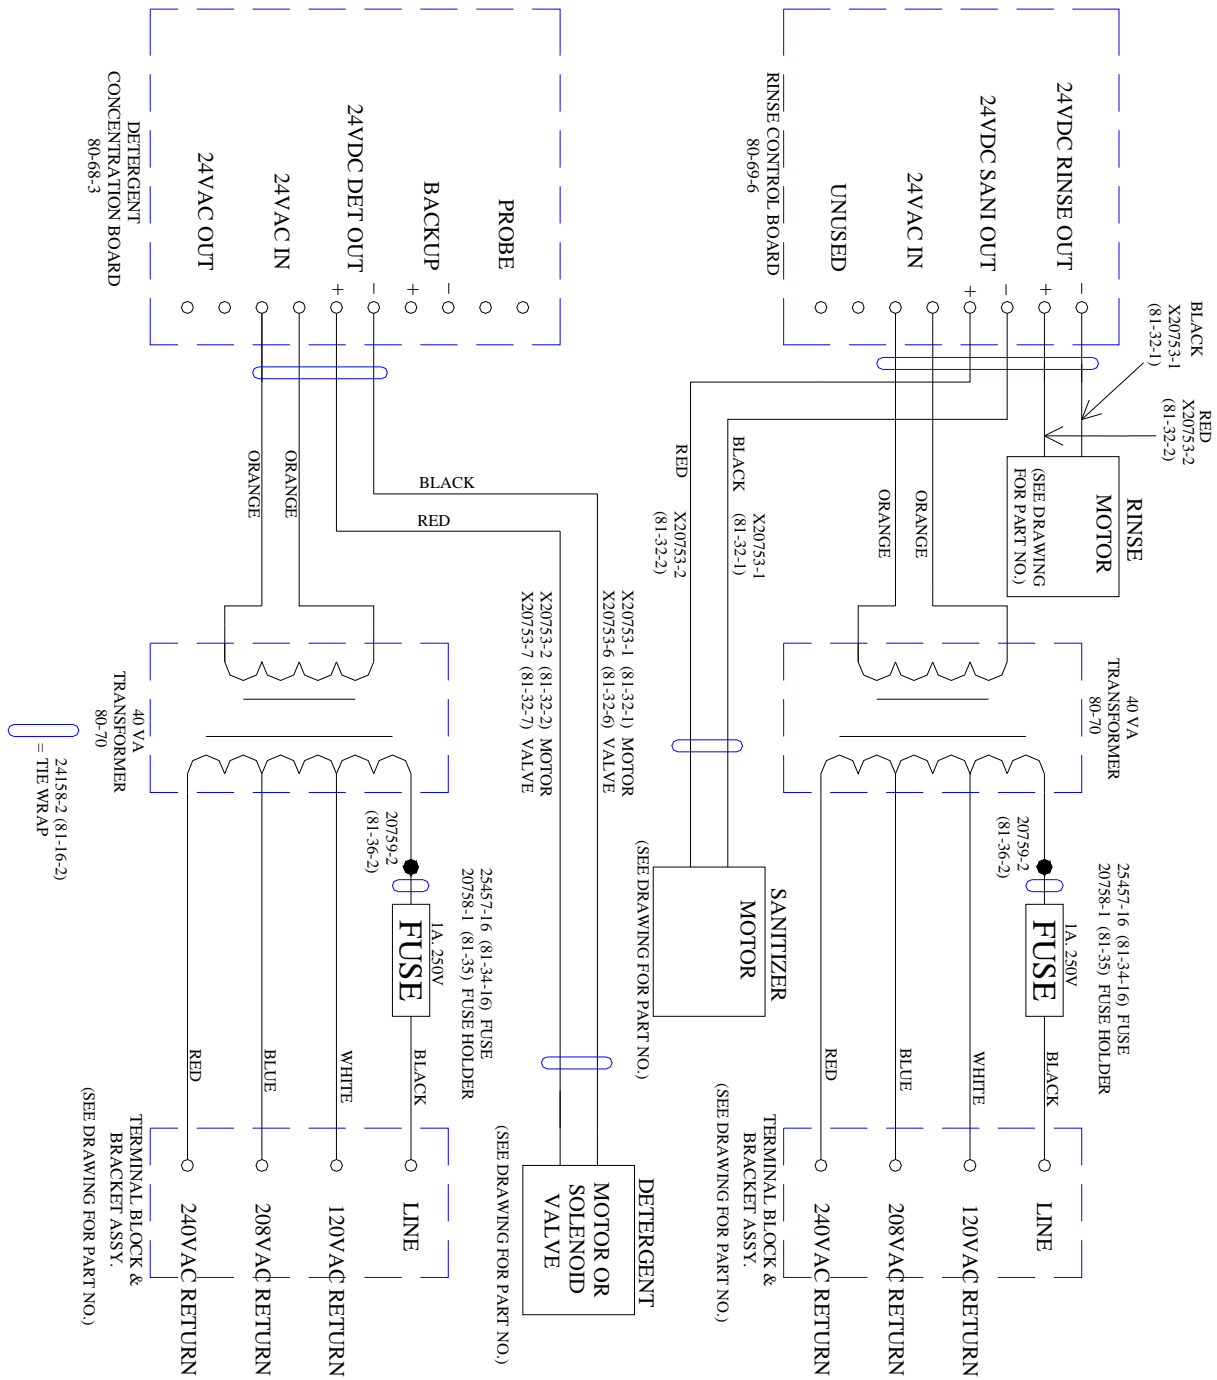 RINSE CONTROL BOARD
80-69-6
24VDC RINSE OUT
-
+
24VDC SANI OUT
-
+
24VAC IN
UNUSED
BLACK
X20753-1
(81-32-1)
RED
X20753-2
(81-32-2)
RINSE
MOTOR
(SEE DRAWING
FOR PART NO.)
ORANGE
ORANGE
BLACK
X20753-1
(81-32-1)
RED
X20753-2
(81-32-2)
40 VA
TRANSFORMER
80-70
20759-2
(81-36-2)
25457-16 (81-34-16) FUSE
20758-1 (81-35) FUSE HOLDER
1A. 250V
FUSE
BLACK
WHITE
BLUE
RED
LINE
120VAC RETURN
208VAC RETURN
240VAC RETURN
TERMINAL BLOCK &
BRACKET ASSY.
(SEE DRAWING FOR PART NO.)
SANITIZER
MOTOR
(SEE DRAWING FOR PART NO.)
DETERGENT
CONCENTRATION BOARD
80-68-3
PROBE
BACKUP
-
+
24VDC DET OUT
-
+
24VAC IN
24VAC OUT
BLACK
RED
ORANGE
ORANGE
X20753-1 (81-32-1) MOTOR
X20753-6 (81-32-6) VALVE
X20753-2 (81-32-2) MOTOR
X20753-7 (81-32-7) VALVE
DETERGENT
MOTOR OR
SOLENOID
VALVE
(SEE DRAWING FOR PART NO.)
40 VA
TRANSFORMER
80-70
20759-2
(81-36-2)
25457-16 (81-34-16) FUSE
20758-1 (81-35) FUSE HOLDER
1A. 250V
FUSE
BLACK
WHITE
BLUE
RED
LINE
120VAC RETURN
208VAC RETURN
240VAC RETURN
TERMINAL BLOCK &
BRACKET ASSY.
(SEE DRAWING FOR PART NO.)
24158-2 (81-16-2)
= TIE WRAP